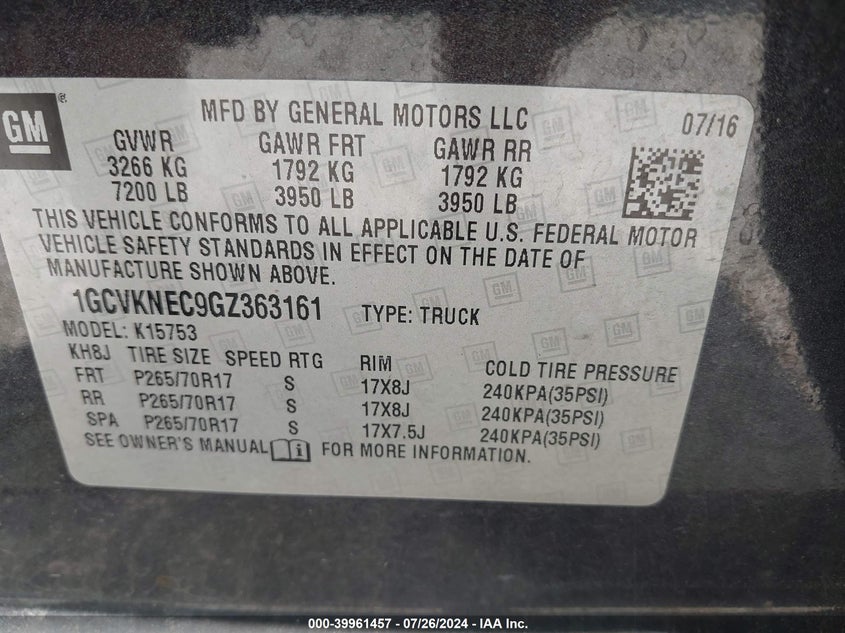 GM
MFD BY GENERAL MOTORS LLC
07/16
GVWR GAWR FRT GAWR RR
3266 KG 1792 KG 1792 KG
7200 LB 3950 LB 3950 LB
THIS VEHICLE CONFORMS TO ALL APPLICABLE U.S. FEDERAL MOTOR
VEHICLE SAFETY STANDARDS IN EFFECT ON THE DATE OF
MANUFACTURE SHOWN ABOVE.
1GCVKNEC9GZ363161 TYPE: TRUCK
MODEL: K15753
KH8J TIRE SIZE SPEED RTG RIM COLD TIRE PRESSURE
FRT P265/70R17 S 17X8J 240KPA(35PSI)
RR P265/70R17 S 17X8J 240KPA(35PSI)
SPA P265/70R17 S 17X7.5J 240KPA(35PSI)
SEE OWNER'S MANUAL FOR MORE INFORMATION.
000-39961457 - 07/26/2024 - IAA Inc.